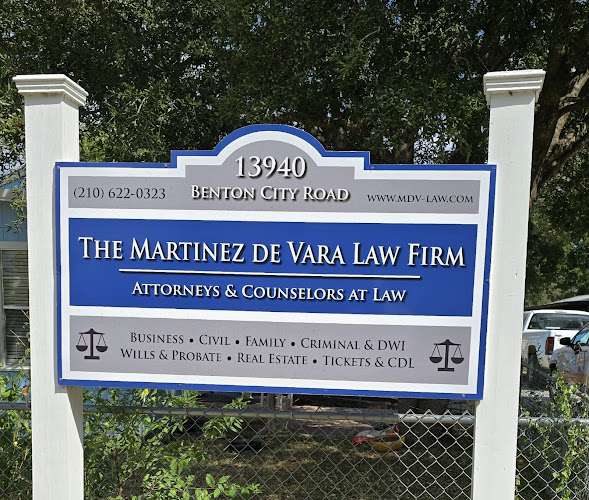 13940
(210) 622-0323 BENTON CITY ROAD WWW.MDV-LAW.COM
THE MARTINEZ DE VARA LAW FIRM
ATTORNEYS & COUNSELORS AT LAW
BUSINESS • CIVIL • FAMILY • CRIMINAL & DWI
WILLS & PROBATE • REAL ESTATE • TICKETS & CDL